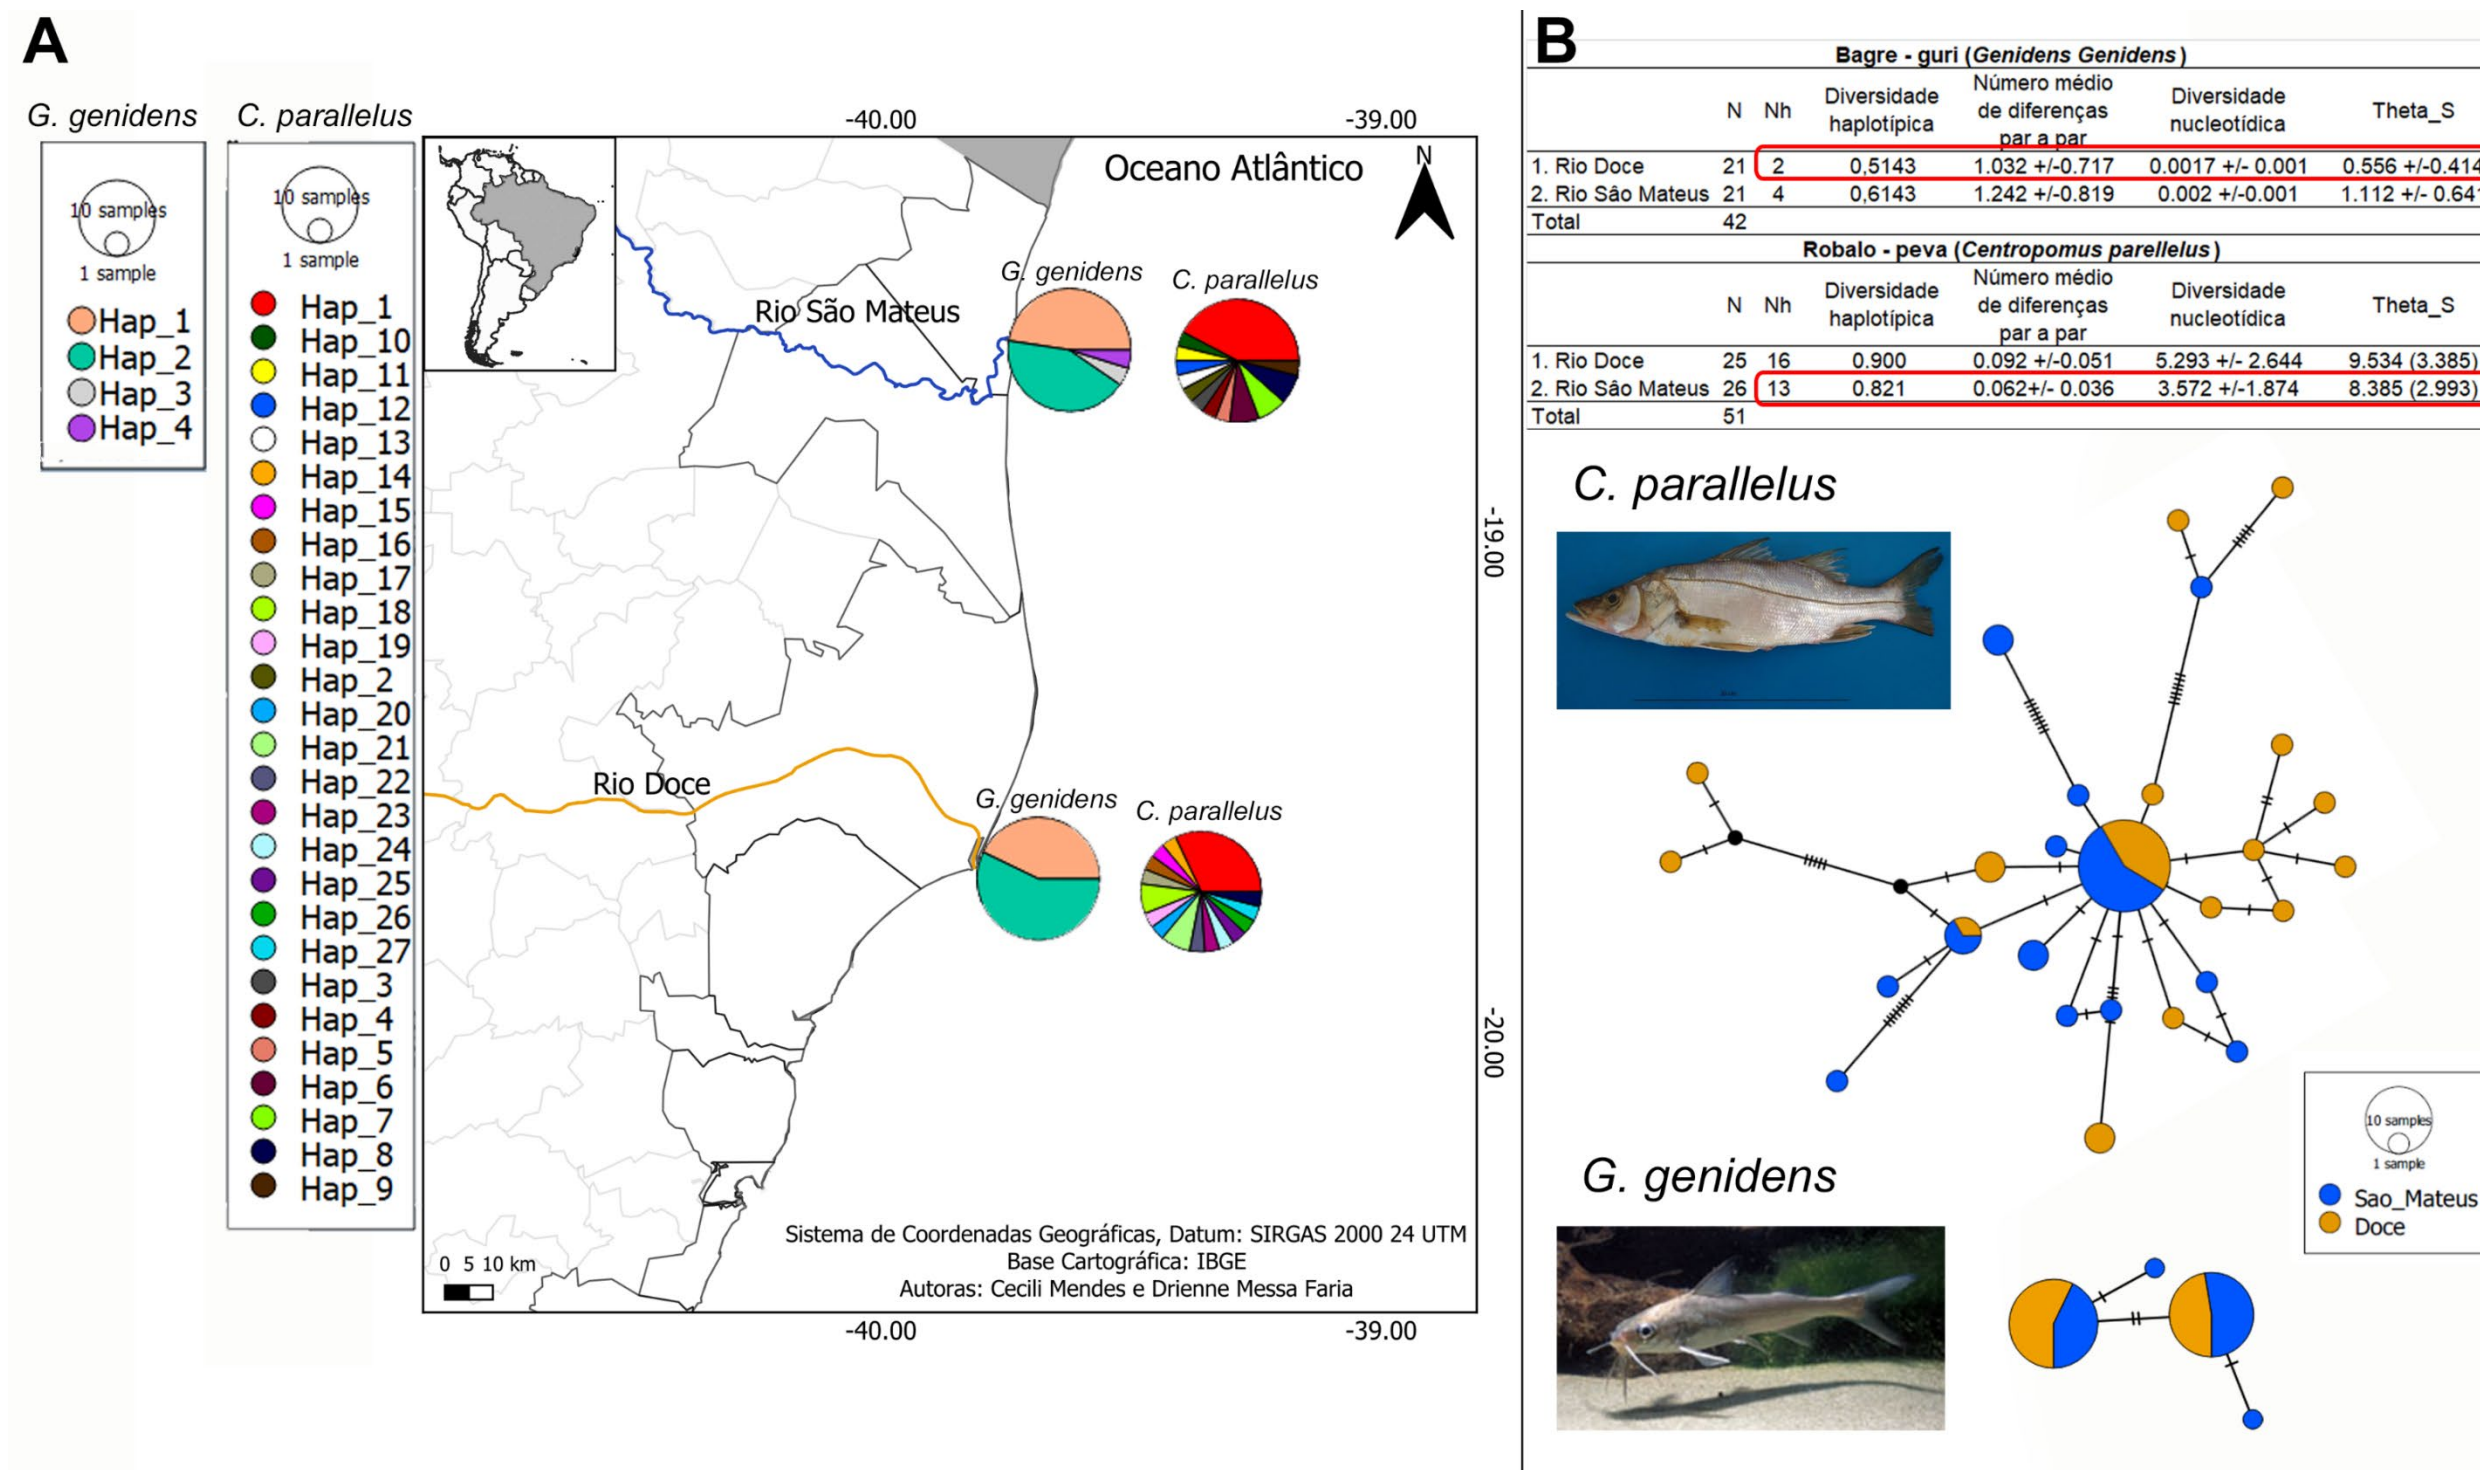 A
G. genidens
10 samples
1 sample
Hap_1
Hap_2
Hap_3
Hap_4
C. parallelus
10 samples
1 sample
Hap_1
Hap_10
Hap_11
Hap_12
Hap_13
Hap_14
Hap_15
Hap_16
Hap_17
Hap_18
Hap_19
Hap_2
Hap_20
Hap_21
Hap_22
Hap_23
Hap_24
Hap_25
Hap_26
Hap_27
Hap_3
Hap_4
Hap_5
Hap_6
Hap_7
Hap_8
Hap_9
-40.00 -39.00
Oceano Atlântico
N
G. genidens C. parallelus
Rio São Mateus
-19.00
Rio Doce
G. genidens C. parallelus
-20.00
Sistema de Coordenadas Geográficas, Datum: SIRGAS 2000 24 UTM
Base Cartográfica: IBGE
Autoras: Cecili Mendes e Drienne Messa Faria
0 5 10 km
-40.00 -39.00
B
Bagre - guri (Genidens Genidens)
N Nh Diversidade haplotípica Número médio de diferenças par a par Diversidade nucleotídica Theta_S
1. Rio Doce 21 2 0,5143 1.032 +/-0.717 0.0017 +/- 0.001 0.556 +/-0.414
2. Rio Sâo Mateus 21 4 0,6143 1.242 +/-0.819 0.002 +/-0.001 1.112 +/- 0.641
Total 42
Robalo - peva (Centropomus parellelus)
N Nh Diversidade haplotípica Número médio de diferenças par a par Diversidade nucleotídica Theta_S
1. Rio Doce 25 16 0.900 0.092 +/-0.051 5.293 +/- 2.644 9.534 (3.385)
2. Rio Sâo Mateus 26 13 0.821 0.062+/- 0.036 3.572 +/-1.874 8.385 (2.993)
Total 51
C. parallelus
G. genidens
10 samples
1 sample
Sao_Mateus
Doce